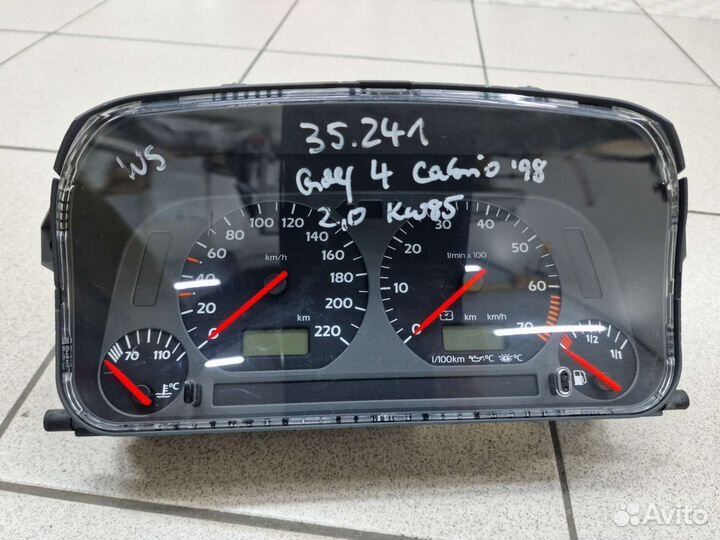 35.241
WS
Golf 4 Cabrio '98
2,0 KW85
0 20 40 60 80 100 120 140 160 180 200 220
km/h
km
0 10 20 30 40 50 60 70
1/min x 100
km km/h
l/100km °C °C
70 110
°C
1/2 1/1
Avito